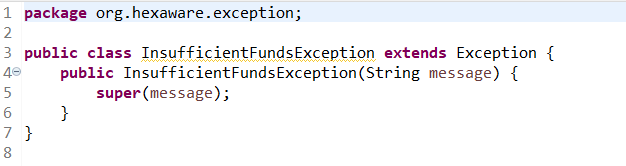 1 package org.hexaware.exception;
2
3 public class InsufficientFundsException extends Exception {
4     public InsufficientFundsException(String message) {
5         super(message);
6     }
7 }
8